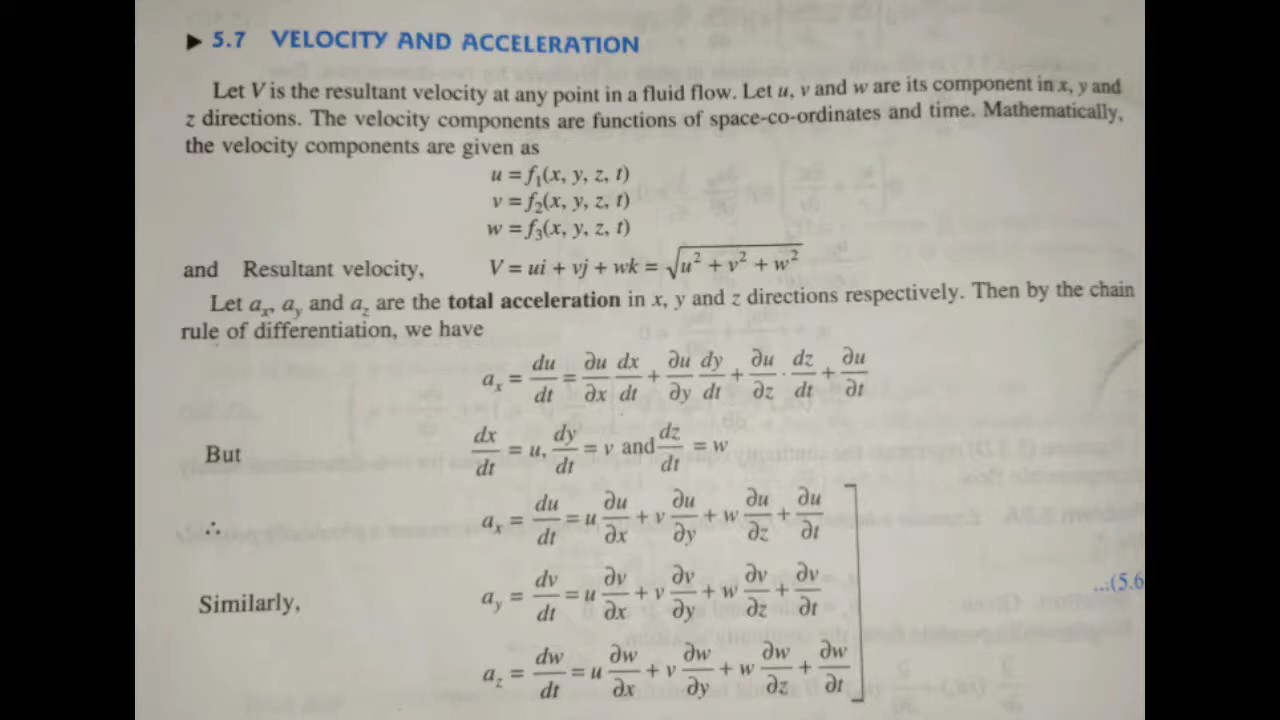 ▶ 5.7 VELOCITY AND ACCELERATION
Let V is the resultant velocity at any point in a fluid flow. Let u, v and w are its component in x, y and
z directions. The velocity components are functions of space-co-ordinates and time. Mathematically,
the velocity components are given as
u = f₁(x, y, z, t)
v = f₂(x, y, z, t)
w = f₃(x, y, z, t)
and Resultant velocity, V = ui + vj + wk = √(u² + v² + w²)
Let aₓ, a_y and a_z are the total acceleration in x, y and z directions respectively. Then by the chain
rule of differentiation, we have
aₓ = du/dt = ∂u/∂x dx/dt + ∂u/∂y dy/dt + ∂u/∂z · dz/dt + ∂u/∂t
But dx/dt = u, dy/dt = v and dz/dt = w
∴ aₓ = du/dt = u ∂u/∂x + v ∂u/∂y + w ∂u/∂z + ∂u/∂t
Similarly, a_y = dv/dt = u ∂v/∂x + v ∂v/∂y + w ∂v/∂z + ∂v/∂t ...(5.6
a_z = dw/dt = u ∂w/∂x + v ∂w/∂y + w ∂w/∂z + ∂w/∂t